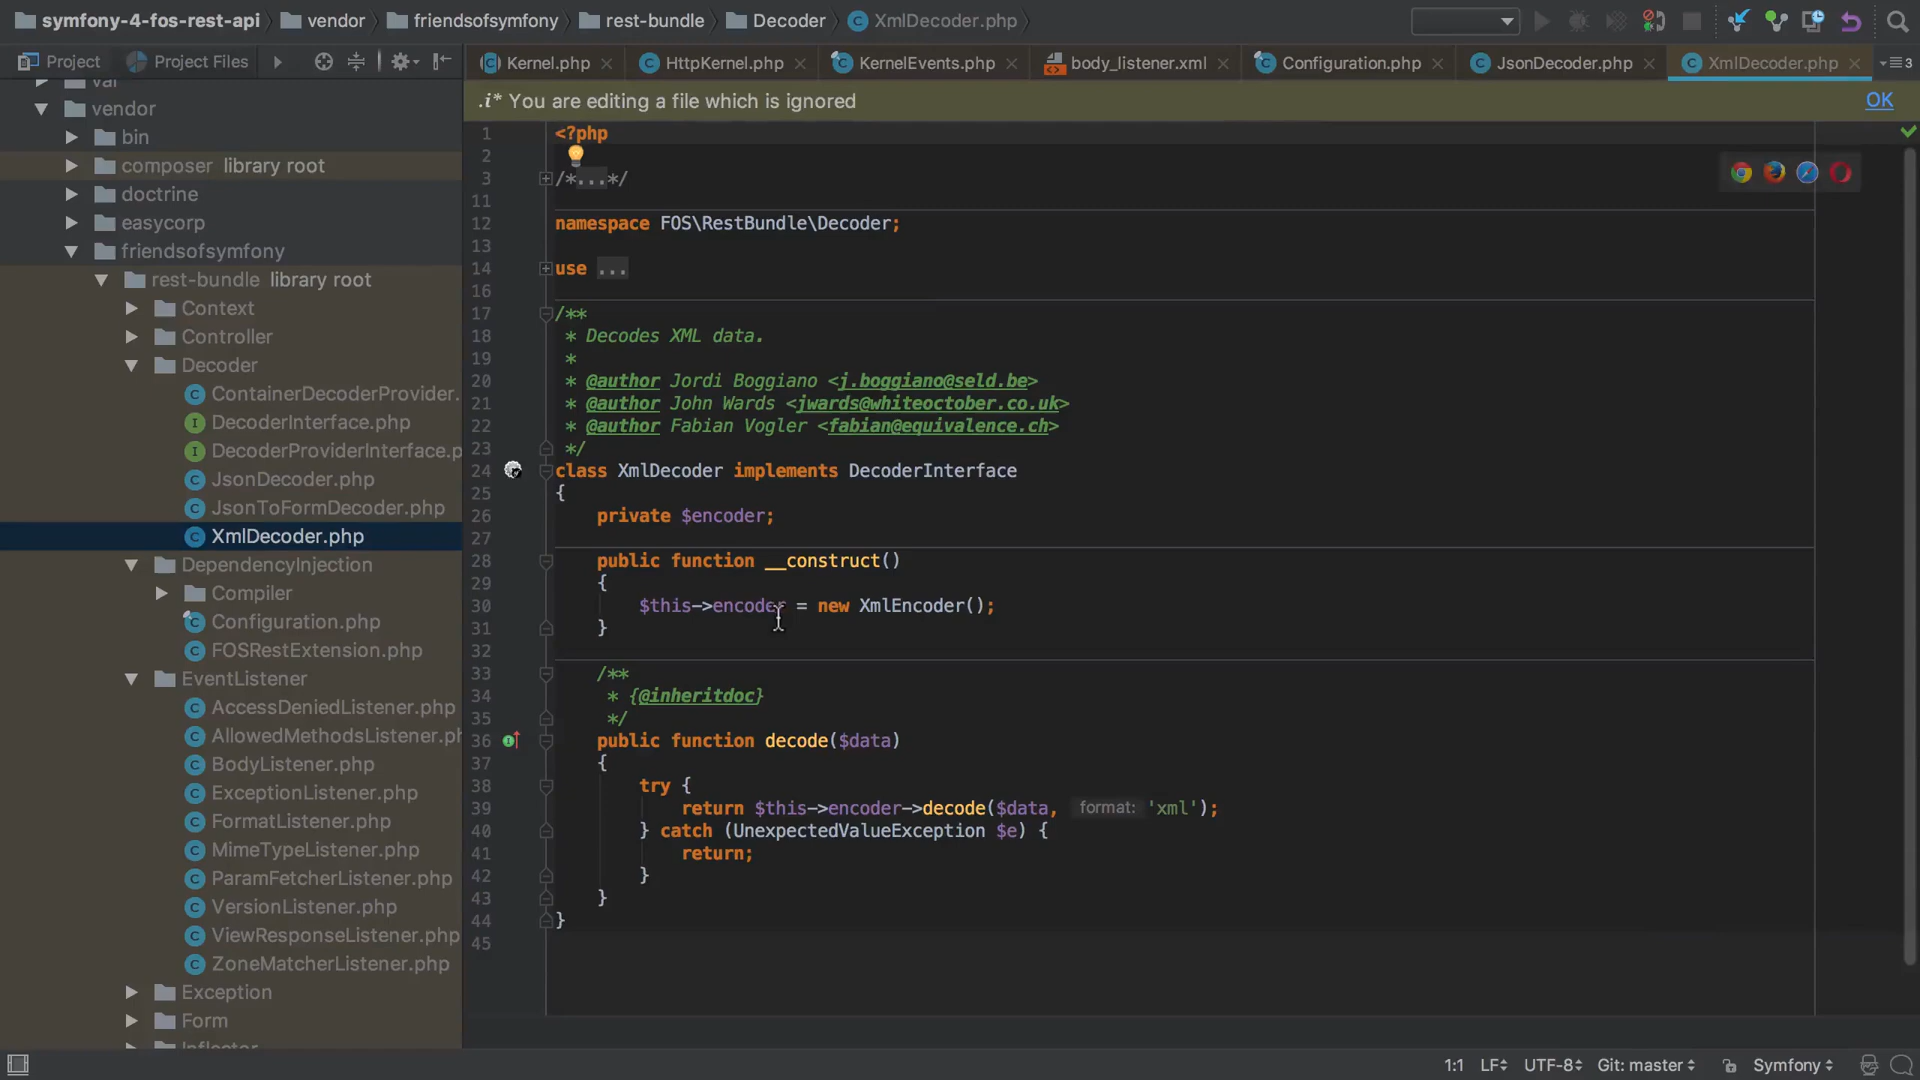 symfony-4-fos-rest-api vendor friendsofsymfony rest-bundle Decoder XmlDecoder.php
Project Project Files
Kernel.php HttpKernel.php KernelEvents.php body_listener.xml Configuration.php JsonDecoder.php XmlDecoder.php 3
.i* You are editing a file which is ignored OK
var
vendor
bin
composer library root
doctrine
easycorp
friendsofsymfony
rest-bundle library root
Context
Controller
Decoder
ContainerDecoderProvider.
DecoderInterface.php
DecoderProviderInterface.p
JsonDecoder.php
JsonToFormDecoder.php
XmlDecoder.php
DependencyInjection
Compiler
Configuration.php
FOSRestExtension.php
EventListener
AccessDeniedListener.php
AllowedMethodsListener.ph
BodyListener.php
ExceptionListener.php
FormatListener.php
MimeTypeListener.php
ParamFetcherListener.php
VersionListener.php
ViewResponseListener.php
ZoneMatcherListener.php
Exception
Form
Inflector
1 <?php
2
3 /*...*/
11
12 namespace FOS\RestBundle\Decoder;
13
14 use ...
16
17 /**
18 * Decodes XML data.
19 *
20 * @author Jordi Boggiano <j.boggiano@seld.be>
21 * @author John Wards <jwards@whiteoctober.co.uk>
22 * @author Fabian Vogler <fabian@equivalence.ch>
23 */
24 class XmlDecoder implements DecoderInterface
25 {
26 private $encoder;
27
28 public function __construct()
29 {
30 $this->encoder = new XmlEncoder();
31 }
32
33 /**
34 * {@inheritdoc}
35 */
36 public function decode($data)
37 {
38 try {
39 return $this->encoder->decode($data, format: 'xml');
40 } catch (UnexpectedValueException $e) {
41 return;
42 }
43 }
44 }
45
1:1 LF UTF-8 Git: master Symfony